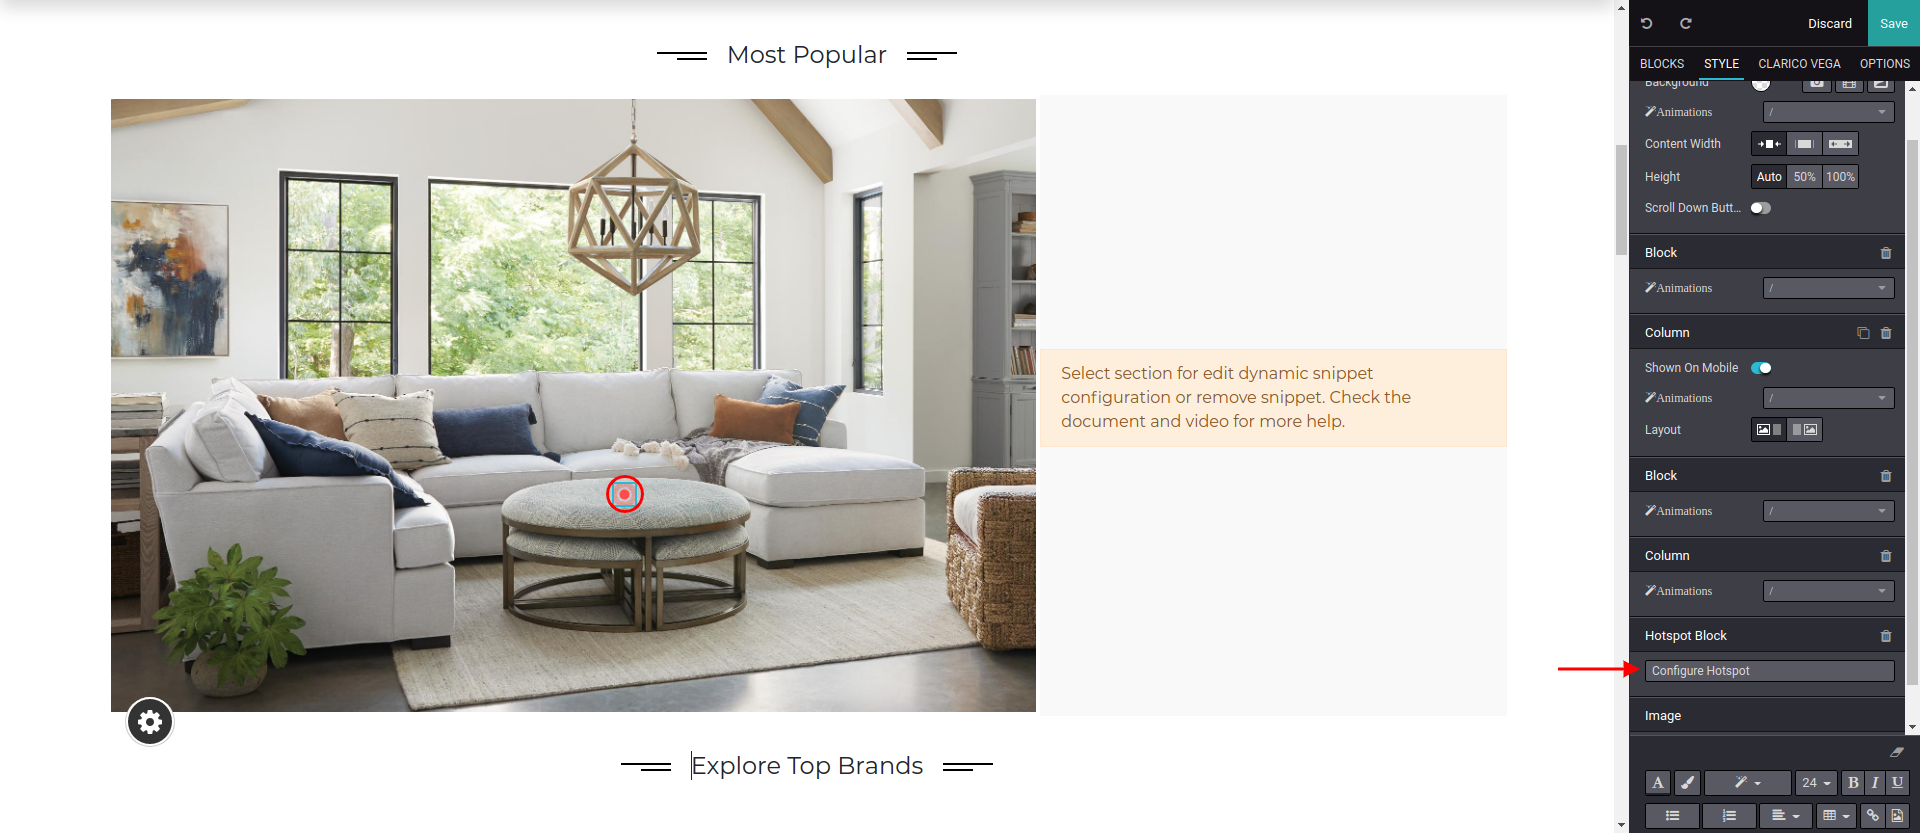 Discard
Save
BLOCKS
STYLE
CLARICO VEGA
OPTIONS
Background
Animations
/
Content Width
Height
Auto
50%
100%
Scroll Down Butt...
Block
Animations
/
Column
Shown On Mobile
Animations
/
Layout
Block
Animations
/
Column
Animations
/
Hotspot Block
Configure Hotspot
Image
A
24
B
I
U
Most Popular
Select section for edit dynamic snippet
configuration or remove snippet. Check the
document and video for more help.
Explore Top Brands